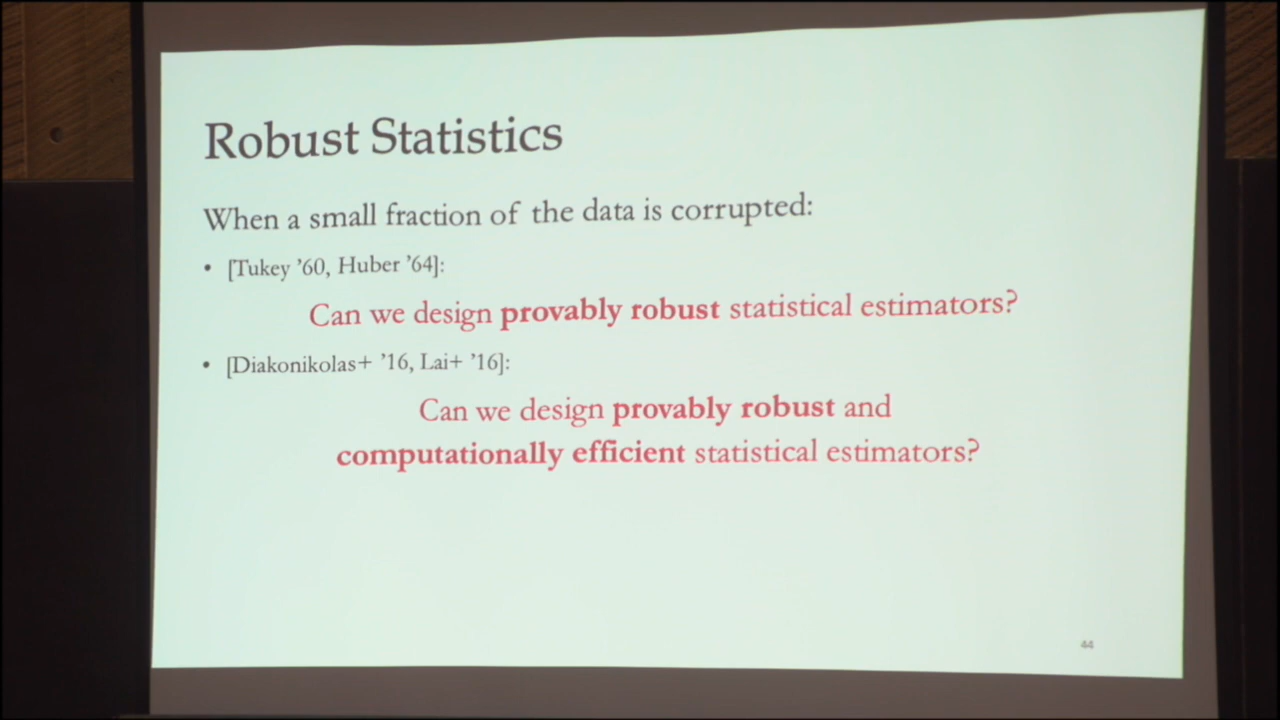 Robust Statistics
When a small fraction of the data is corrupted:
• [Tukey ’60, Huber ’64]:
Can we design provably robust statistical estimators?
• [Diakonikolas+ ’16, Lai+ ’16]:
Can we design provably robust and
computationally efficient statistical estimators?
44